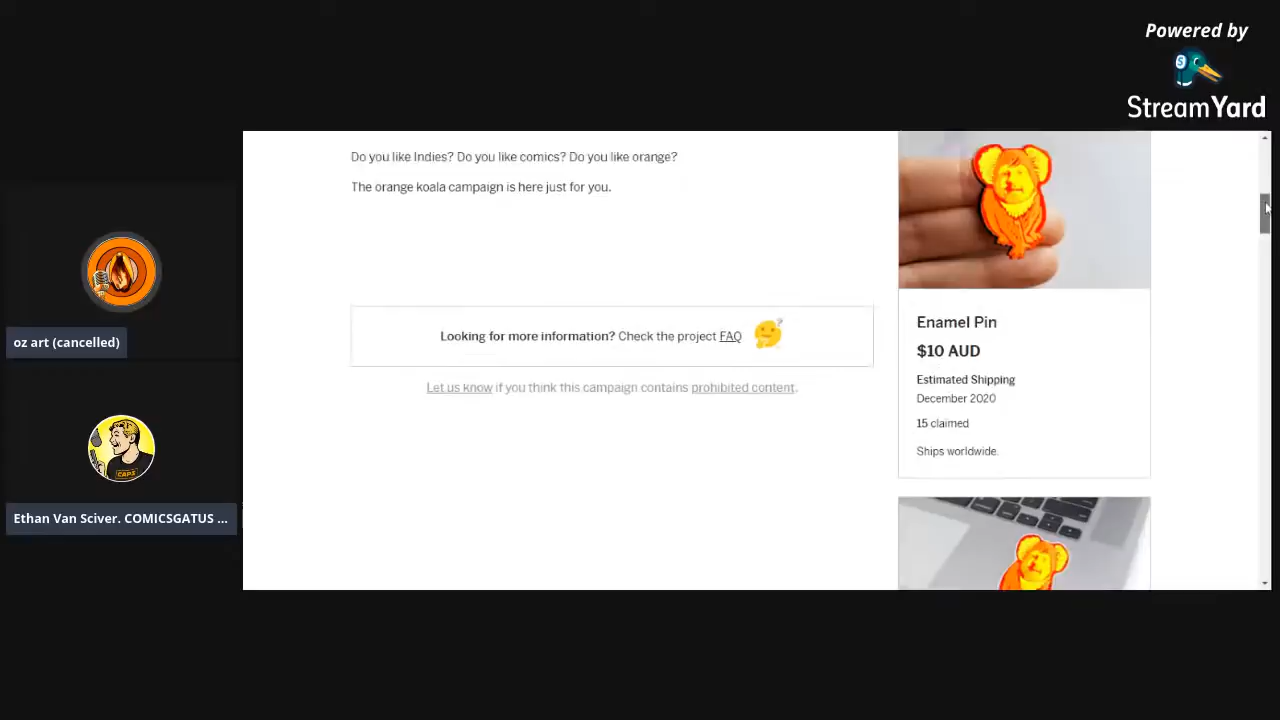 Powered by
StreamYard
Do you like Indies? Do you like comics? Do you like orange?
The orange koala campaign is here just for you.
Looking for more information? Check the project FAQ
Let us know if you think this campaign contains prohibited content.
Enamel Pin
$10 AUD
Estimated Shipping
December 2020
15 claimed
Ships worldwide.
oz art (cancelled)
CAPS
Ethan Van Sciver. COMICSGATUS ...